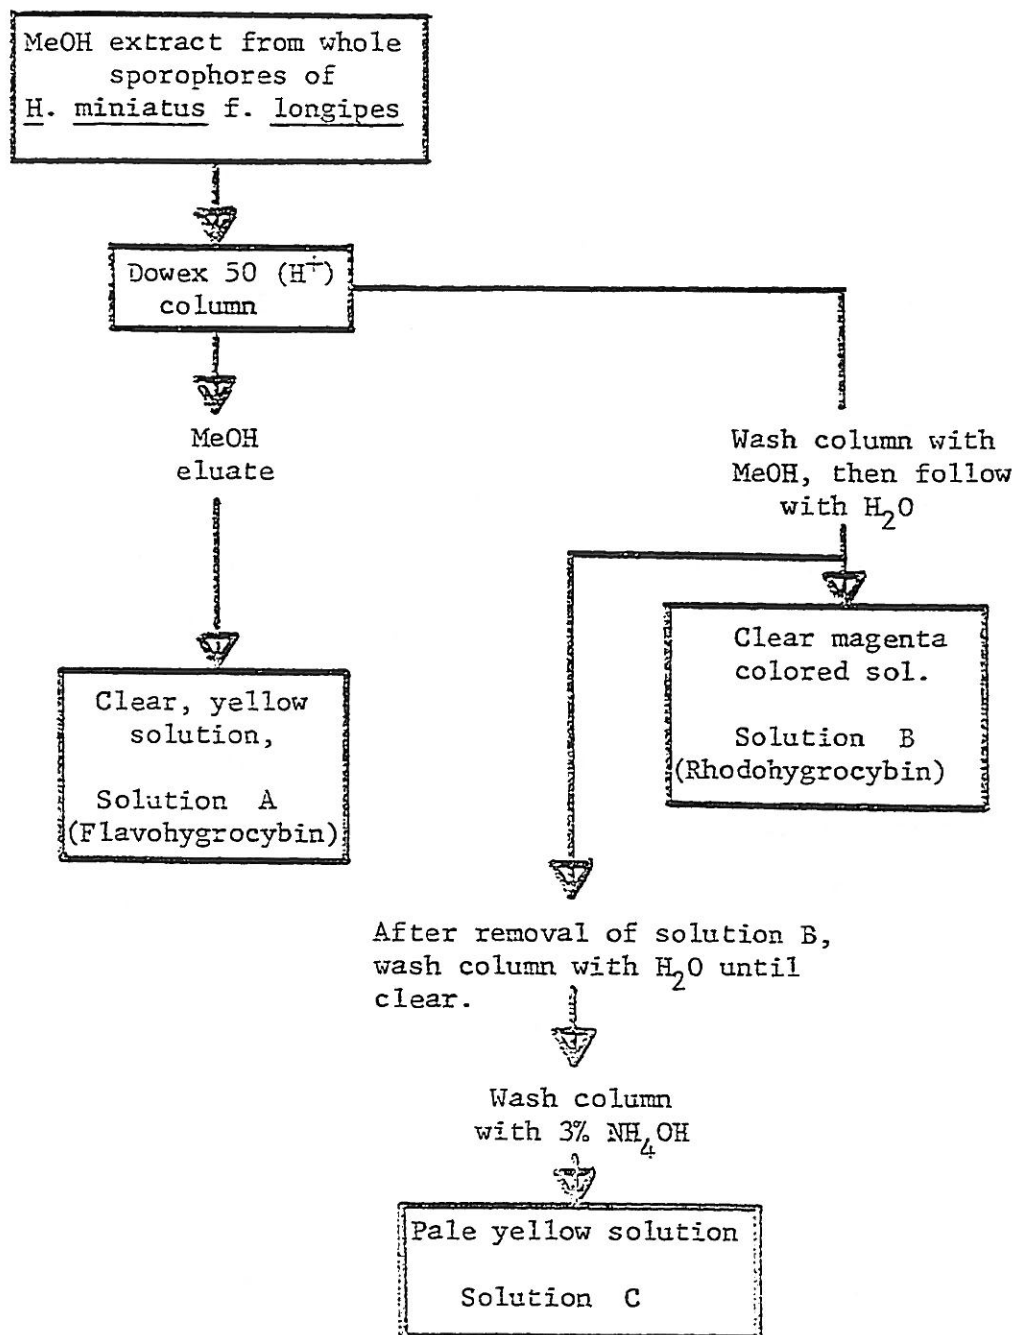 MeOH extract from whole
sporophores of
H. miniatus f. longipes
Dowex 50 (H+)
column
MeOH
eluate
Wash column with
MeOH, then follow
with H2O
Clear, yellow
solution,
Solution A
(Flavohygrocybin)
Clear magenta
colored sol.
Solution B
(Rhodohygrocybin)
After removal of solution B,
wash column with H2O until
clear.
Wash column
with 3% NH4OH
Pale yellow solution
Solution C